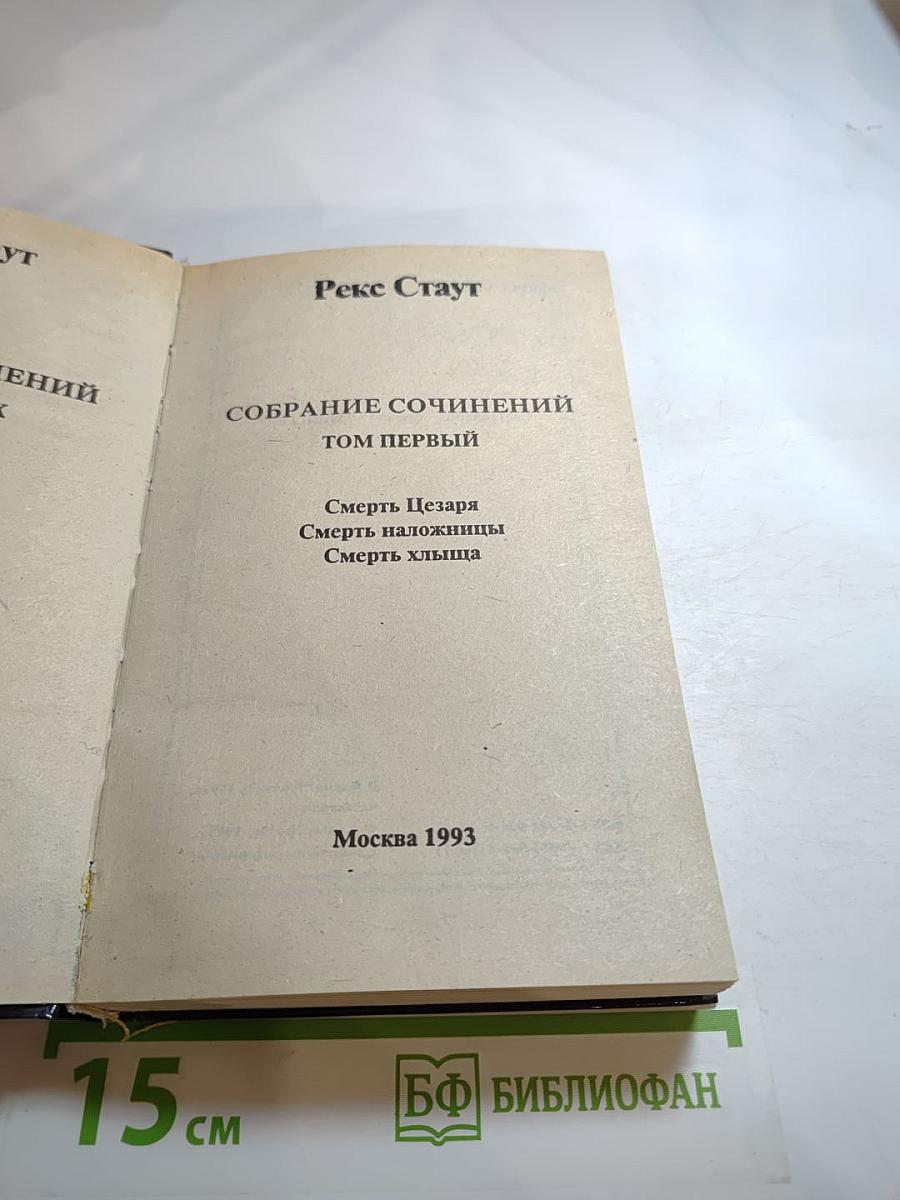 Рекс Стаут
СОБРАНИЕ СОЧИНЕНИЙ
ТОМ ПЕРВЫЙ
Смерть Цезаря
Смерть наложницы
Смерть хлыща
Москва 1993
15 см
БФ БИБЛИОФАН